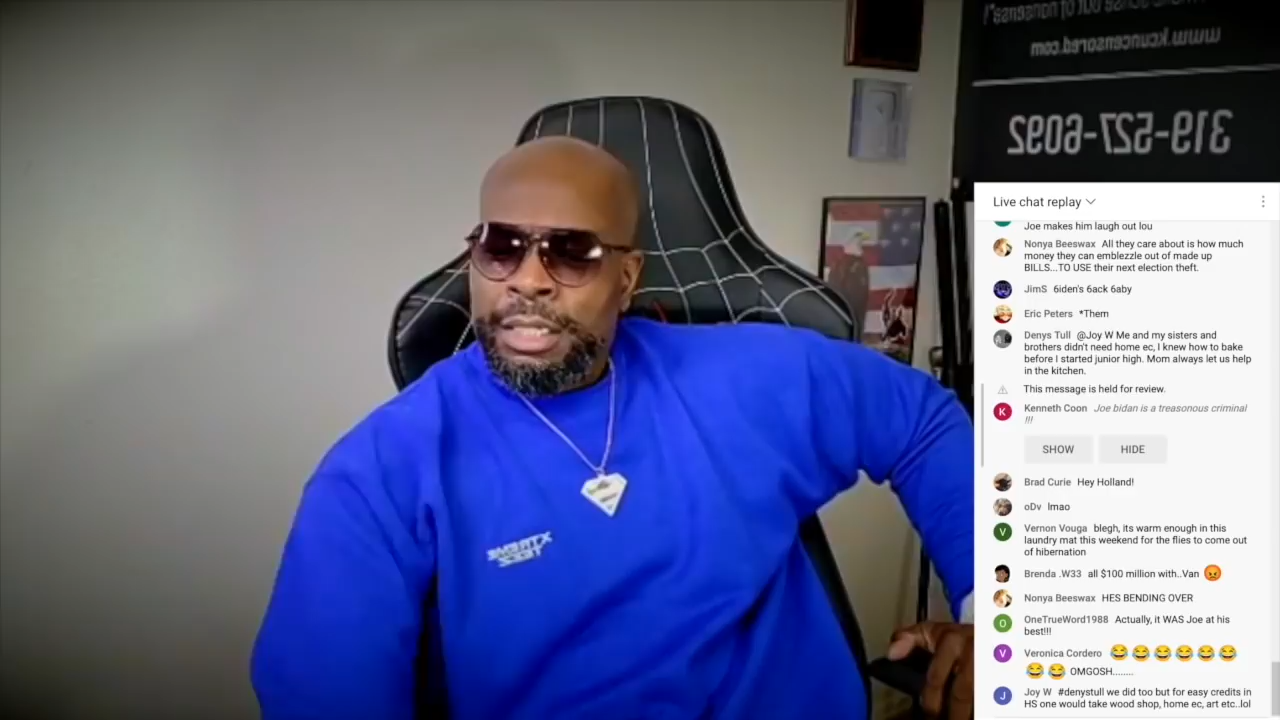 sense out of nonsense"!
www.kcuncensored.com
319-527-6092
XTREME
TEEZ
Live chat replay
Joe makes him laugh out lou
Nonya Beeswax All they care about is how much
money they can emblezzle out of made up
BILLS...TO USE their next election theft.
JimS 6iden's 6ack 6aby
Eric Peters *Them
Denys Tull @Joy W Me and my sisters and
brothers didn't need home ec, I knew how to bake
before I started junior high. Mom always let us help
in the kitchen.
This message is held for review.
K Kenneth Coon Joe bidan is a treasonous criminal
!!!
SHOW HIDE
Brad Curie Hey Holland!
oDv lmao
V Vernon Vouga blegh, its warm enough in this
laundry mat this weekend for the flies to come out
of hibernation
Brenda .W33 all $100 million with..Van 😡
Nonya Beeswax HES BENDING OVER
O OneTrueWord1988 Actually, it WAS Joe at his
best!!!
V Veronica Cordero 😂 😂 😂 😂 😂 😂
😂 😂 OMGOSH........
J Joy W #denystull we did too but for easy credits in
HS one would take wood shop, home ec, art etc..lol